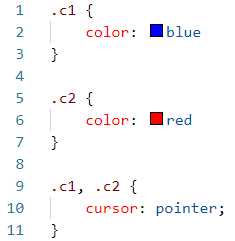 1 .c1 {
2     color: blue
3 }
4
5 .c2 {
6     color: red
7 }
8
9 .c1, .c2 {
10     cursor: pointer;
11 }